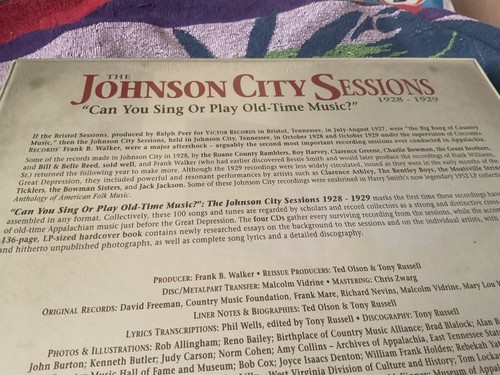 THE
JOHNSON CITY SESSIONS
1928 - 1929
"Can You Sing Or Play Old-Time Music?"
If the Bristol Sessions, produced by Ralph Peer for VICTOR RECORDS in Bristol, Tennessee, in July-August 1927, were "the Big Bang of Country
Music," then the Johnson City Sessions, held in Johnson City, Tennessee, in October 1928 and October 1929 under the supervision of COLUMBIA
RECORDS' Frank B. Walker, were a major aftershock – arguably the second most important recording sessions ever conducted in Appalachia.
Some of the records made in Johnson City in 1928, by the Roane County Ramblers, Roy Harvey, Clarence Greene, Charlie Bowman, the Grant Brothers,
and Bill & Belle Reed, sold well, and Frank Walker (who had earlier discovered Bessie Smith and would later produce the recordings of Hank Williams,
Sr.) returned the following year to make more. Although the 1929 recordings were less widely circulated, issued as they were in the early months of the
Great Depression, they included powerful and resonant performances by artists such as Clarence Ashley, The Bentley Boys, the Moatsville String
Ticklers, the Bowman Sisters, and Jack Jackson. Some of these Johnson City recordings were enshrined in Harry Smith's now legendary 1952 LP collection
Anthology of American Folk Music.
"Can You Sing Or Play Old-Time Music?": The Johnson City Sessions 1928 - 1929 marks the first time these recordings have
assembled in any format. Collectively, these 100 songs and tunes are regarded by scholars and record collectors as a strong and distinctive cross-
of old-time Appalachian music just before the Great Depression. The four CDs gather every surviving recording from the sessions, while the accom
136-page, LP-sized hardcover book contains newly researched essays on the background to the sessions and on the individual artists, with
and hitherto unpublished photographs, as well as complete song lyrics and a detailed discography.
PRODUCER: Frank B. Walker • REISSUE PRODUCERS: Ted Olson & Tony Russell
DISC/METALPART TRANSFER: Malcolm Vidrine • MASTERING: Chris Zwarg
ORIGINAL RECORDS: David Freeman, Country Music Foundation, Frank Mare, Richard Nevins, Malcolm Vidrine, Mary Lou
LINER NOTES & BIOGRAPHIES: Ted Olson & Tony Russell
LYRICS TRANSCRIPTIONS: Phil Wells, edited by Tony Russell • DISCOGRAPHY: Tony Russell
PHOTOS & ILLUSTRATIONS: Rob Allingham; Reno Bailey; Birthplace of Country Music Alliance; Brad Blalock; Alan
John Burton; Kenneth Butler; Judy Carson; Norm Cohen; Amy Collins – Archives of Appalachia, East Tennessee State
Music Hall of Fame and Museum; Bob Cox; Joyce Isaacs Denton; William Frank Holden; Rebekah
West Virginia Division of Culture and History; Tom
Museum of